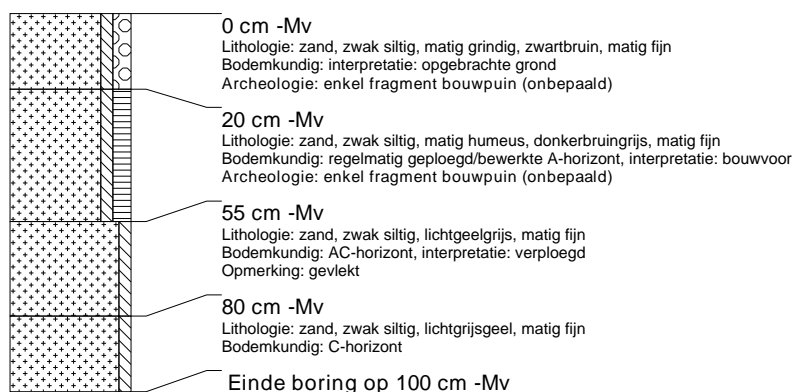 0 cm -Mv
Lithologie: zand, zwak siltig, matig grindig, zwartbruin, matig fijn
Bodemkundig: interpretatie: opgebrachte grond
Archeologie: enkel fragment bouwpuin (onbepaald)
20 cm -Mv
Lithologie: zand, zwak siltig, matig humeus, donkerbruingrijs, matig fijn
Bodemkundig: regelmatig geploegd/bewerkte A-horizont, interpretatie: bouwvoor
Archeologie: enkel fragment bouwpuin (onbepaald)
55 cm -Mv
Lithologie: zand, zwak siltig, lichtgeelgrijs, matig fijn
Bodemkundig: AC-horizont, interpretatie: verploegd
Opmerking: gevlekt
80 cm -Mv
Lithologie: zand, zwak siltig, lichtgrijsgeel, matig fijn
Bodemkundig: C-horizont
Einde boring op 100 cm -Mv